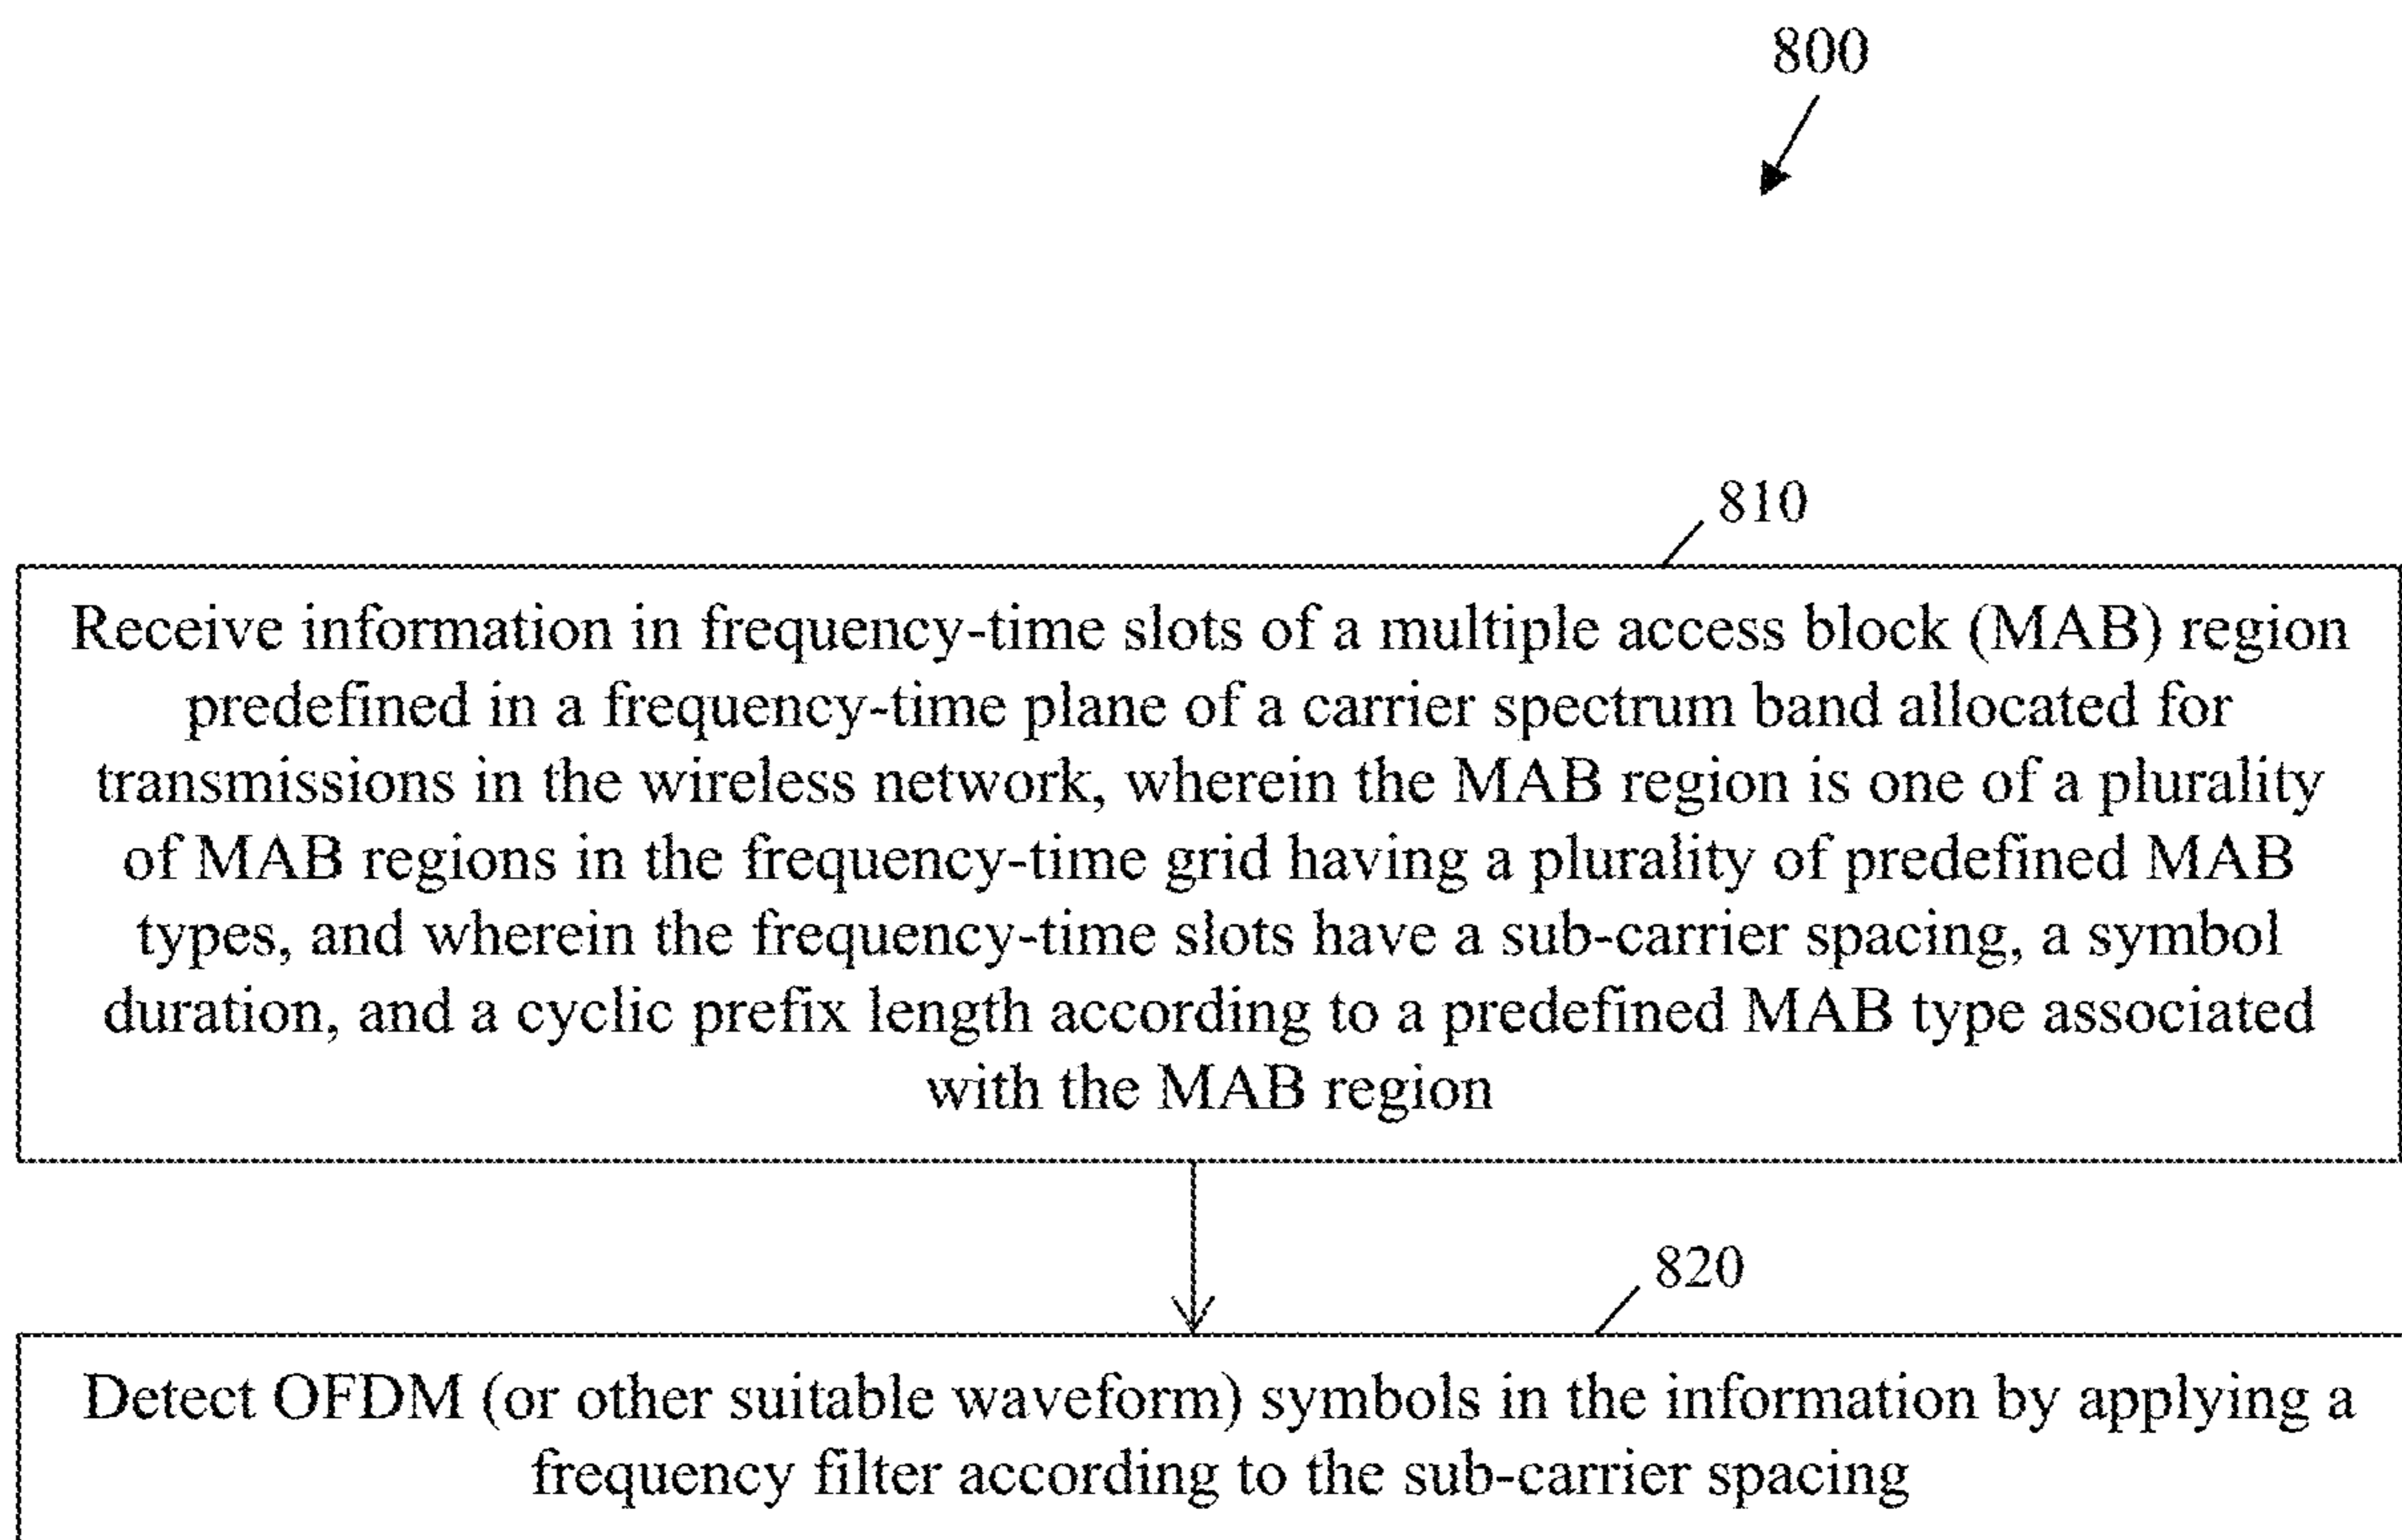 800
810
Receive information in frequency-time slots of a multiple access block (MAB) region
predefined in a frequency-time plane of a carrier spectrum band allocated for
transmissions in the wireless network, wherein the MAB region is one of a plurality
of MAB regions in the frequency-time grid having a plurality of predefined MAB
types, and wherein the frequency-time slots have a sub-carrier spacing, a symbol
duration, and a cyclic prefix length according to a predefined MAB type associated
with the MAB region
820
Detect OFDM (or other suitable waveform) symbols in the information by applying a
frequency filter according to the sub-carrier spacing